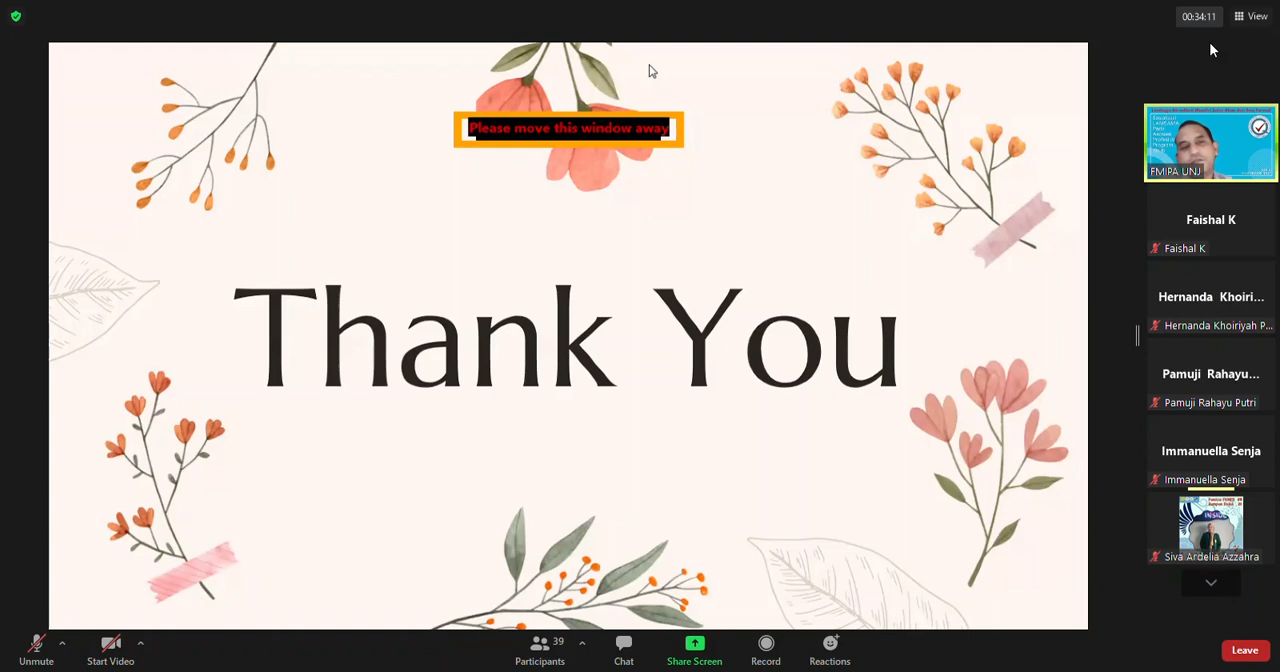 00:34:11
View
Please move this window away
Thank You
FMIPA UNJ
Faishal K
Faishal K
Hernanda Khoiri...
Hernanda Khoiriyah P...
Pamuji Rahayu...
Pamuji Rahayu Putri
Immanuella Senja
Immanuella Senja
INSIDE
Siva Ardelia Azzahra
Unmute
Start Video
39
Participants
Chat
Share Screen
Record
Reactions
Leave